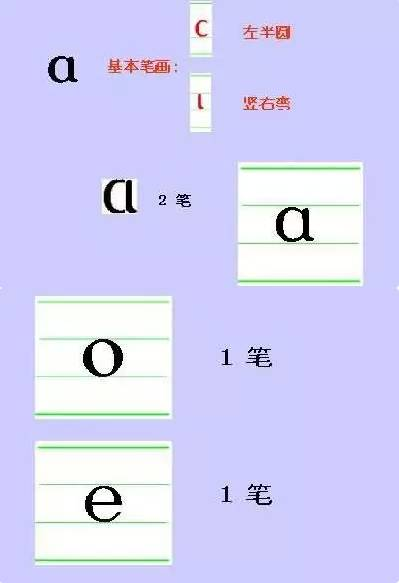 c 左半圆
ɑ 基本笔画:
ɩ 竖右弯
ɑ 2 笔 ɑ
o 1 笔
e 1 笔